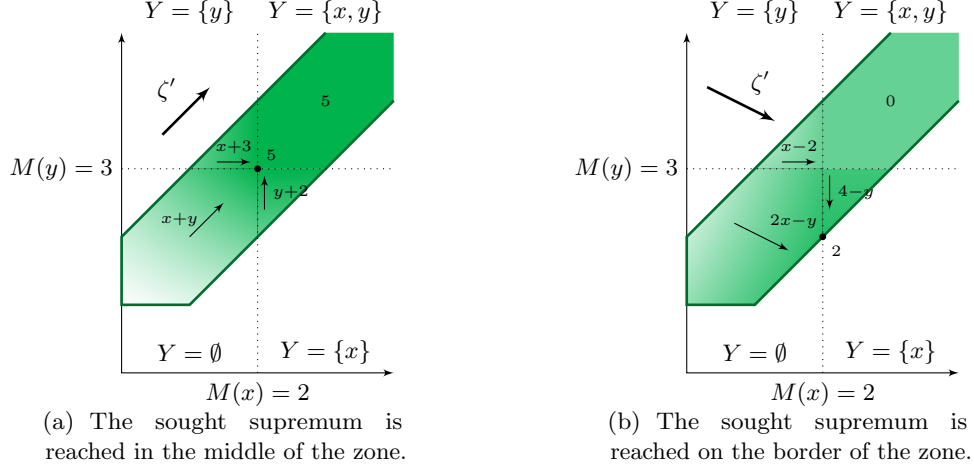 Y = {y} Y = {x, y}
ζ′
5
x+3
5
M(y) = 3
y+2
x+y
Y = ∅ Y = {x}
M(x) = 2
(a) The sought supremum is
reached in the middle of the zone.
Y = {y} Y = {x, y}
ζ′
0
x−2
M(y) = 3
4−y
2x−y
2
Y = ∅ Y = {x}
M(x) = 2
(b) The sought supremum is
reached on the border of the zone.